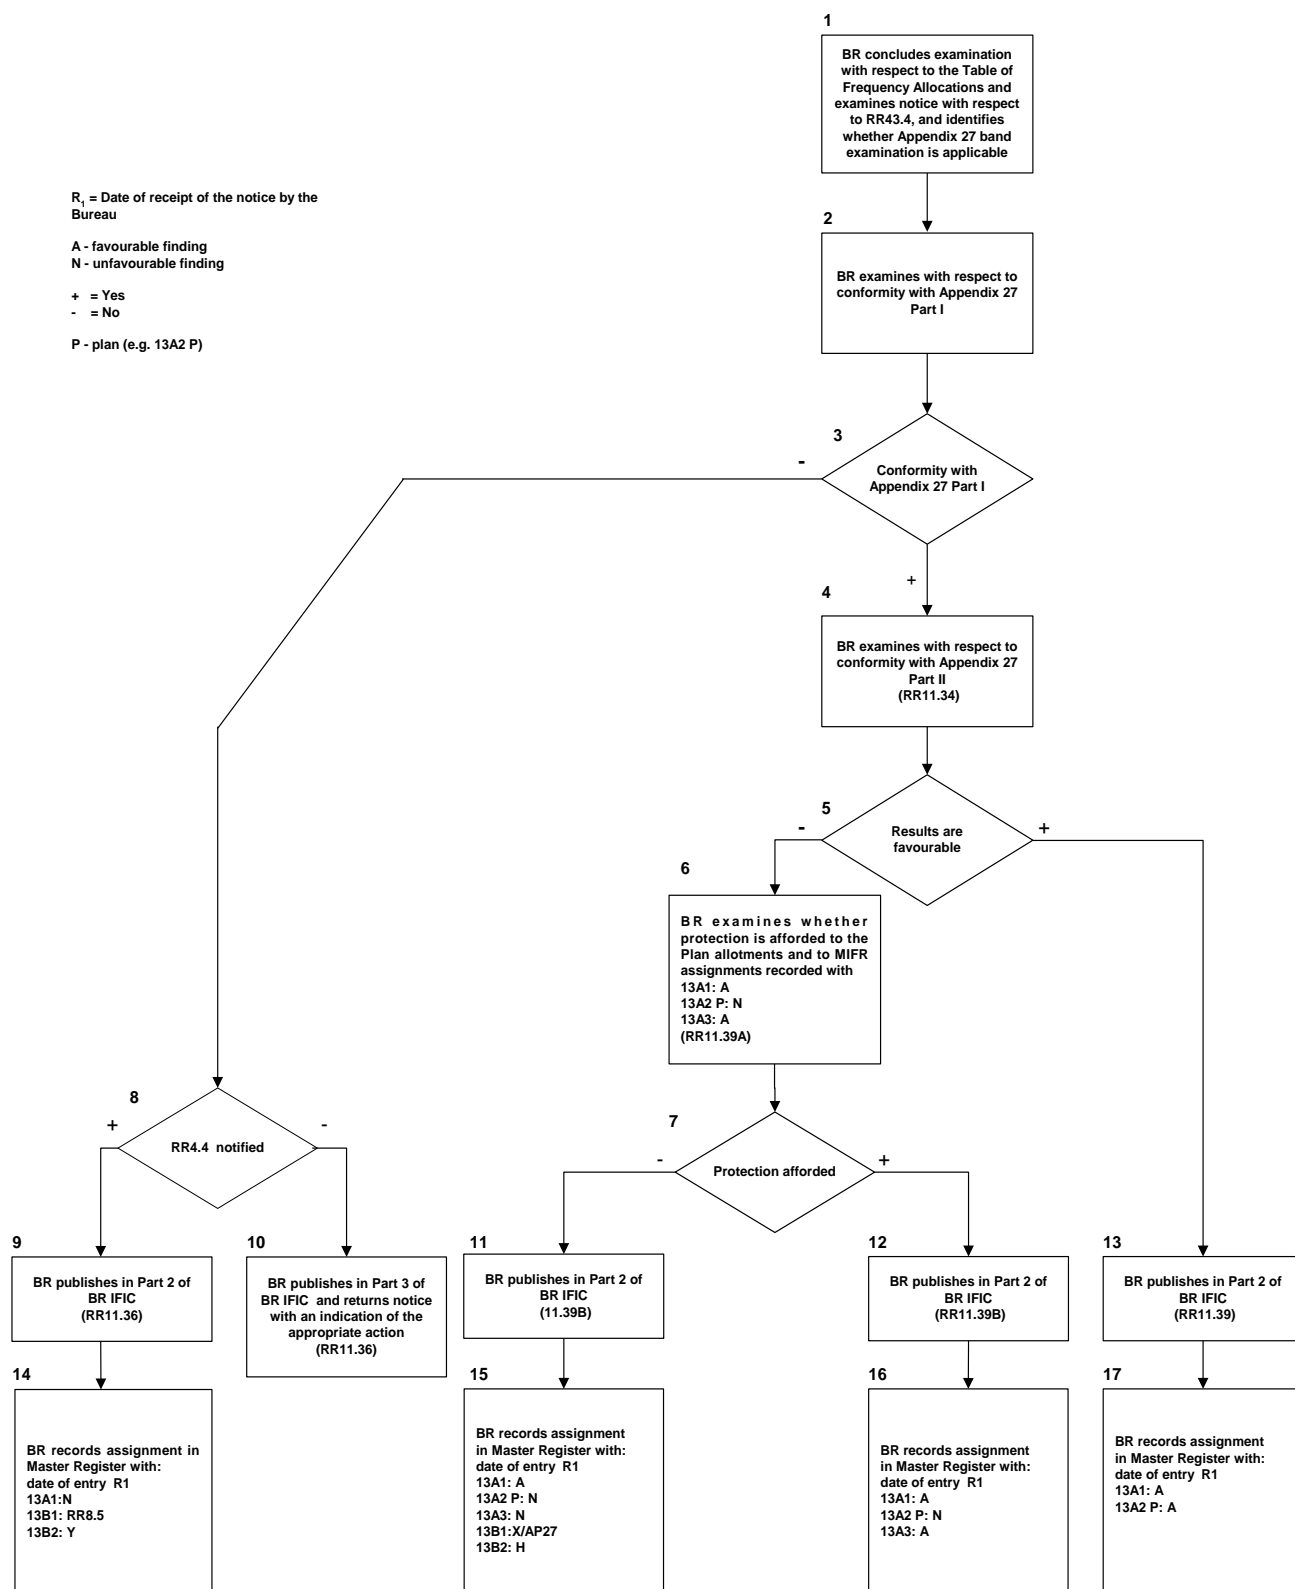 1
BR concludes examination
with respect to the Table of
Frequency Allocations and
examines notice with respect
to RR43.4, and identifies
whether Appendix 27 band
examination is applicable
R1 = Date of receipt of the notice by the
Bureau
A - favourable finding
N - unfavourable finding
+ = Yes
- = No
P - plan (e.g. 13A2 P)
2
BR examines with respect to
conformity with Appendix 27
Part I
3
-
Conformity with
Appendix 27 Part I
+
4
BR examines with respect to
conformity with Appendix 27
Part II
(RR11.34)
5
-
Results are
favourable
+
6
BR examines whether
protection is afforded to the
Plan allotments and to MIFR
assignments recorded with
13A1: A
13A2 P: N
13A3: A
(RR11.39A)
8
+
RR4.4 notified
-
7
-
Protection afforded
+
9
BR publishes in Part 2 of
BR IFIC
(RR11.36)
10
BR publishes in Part 3 of
BR IFIC and returns notice
with an indication of the
appropriate action
(RR11.36)
11
BR publishes in Part 2 of
BR IFIC
(11.39B)
12
BR publishes in Part 2 of
BR IFIC
(RR11.39B)
13
BR publishes in Part 2 of
BR IFIC
(RR11.39)
14
BR records assignment in
Master Register with:
date of entry R1
13A1:N
13B1: RR8.5
13B2: Y
15
BR records assignment
in Master Register with:
date of entry R1
13A1: A
13A2 P: N
13A3: N
13B1:X/AP27
13B2: H
16
BR records assignment
in Master Register with:
date of entry R1
13A1: A
13A2 P: N
13A3: A
17
BR records assignment
in Master Register with:
date of entry R1
13A1: A
13A2 P: A